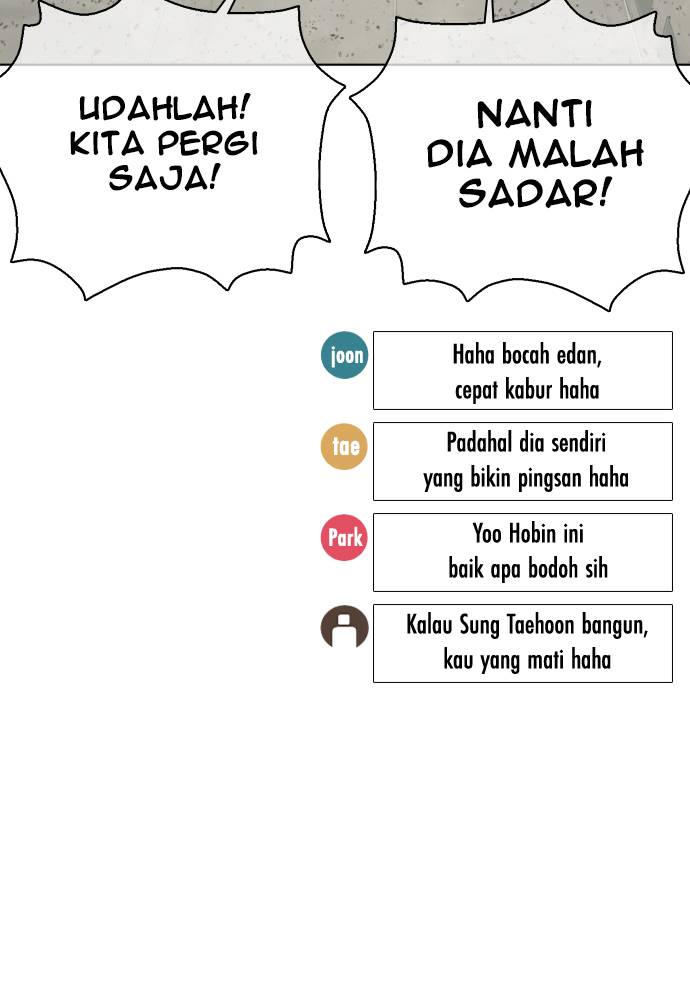 UDAHLAH!
KITA PERGI
SAJA!
NANTI
DIA MALAH
SADAR!
joon
Haha bocah edan,
cepat kabur haha
tae
Padahal dia sendiri
yang bikin pingsan haha
Park
Yoo Hobin ini
baik apa bodoh sih
Kalau Sung Taehoon bangun,
kau yang mati haha